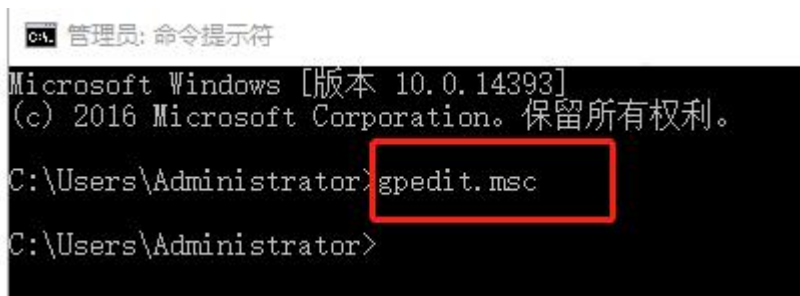 管理员: 命令提示符
Microsoft Windows [版本 10.0.14393]
(c) 2016 Microsoft Corporation。保留所有权利。
C:\Users\Administrator>gpedit.msc
C:\Users\Administrator>